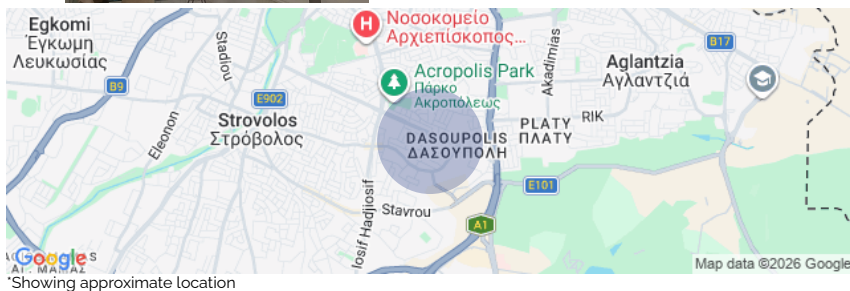 Egkomi
Έγκωμη
Λευκωσίας
Stadiou
Νοσοκομείο
Αρχιεπίσκοπος...
H
Akadimias
B17
Aglantzia
Αγλαντζιά
B9
E902
Acropolis Park
Πάρκο
Ακροπόλεως
Eleonon
Strovolos
Στρόβολος
DASOUPOLIS
ΔΑΣΟΥΠΟΛΗ
PLATY
ΠΛΑΤΥ
RIK
E101
Iosif Hadjiosif
Stavrou
A1
Google
Map data ©2026 Google
*Showing approximate location